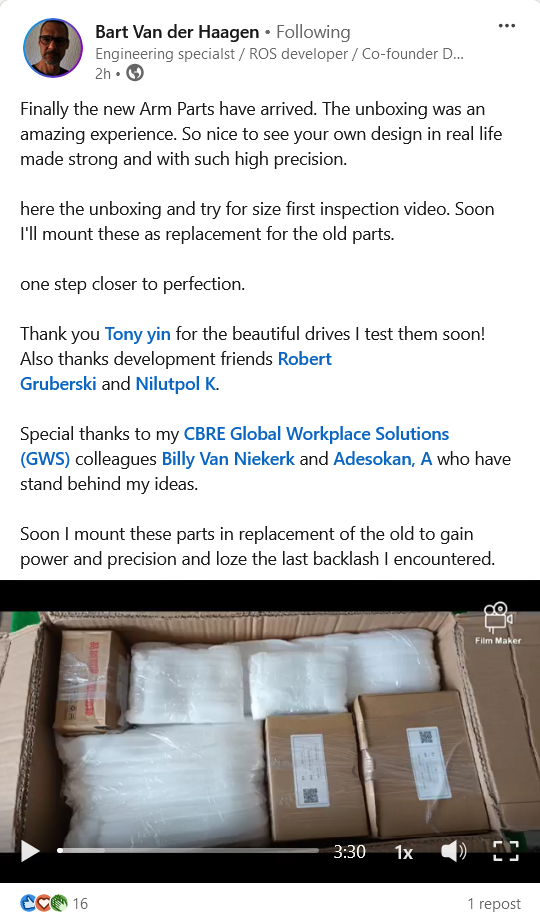 Bart Van der Haagen • Following
Engineering specialst / ROS developer / Co-founder D...
2h •
Finally the new Arm Parts have arrived. The unboxing was an
amazing experience. So nice to see your own design in real life
made strong and with such high precision.
here the unboxing and try for size first inspection video. Soon
I'll mount these as replacement for the old parts.
one step closer to perfection.
Thank you Tony yin for the beautiful drives I test them soon!
Also thanks development friends Robert
Gruberski and Nilutpol K.
Special thanks to my CBRE Global Workplace Solutions
(GWS) colleagues Billy Van Niekerk and Adesokan, A who have
stand behind my ideas.
Soon I mount these parts in replacement of the old to gain
power and precision and loze the last backlash I encountered.
Film Maker
3:30 1x
16 1 repost